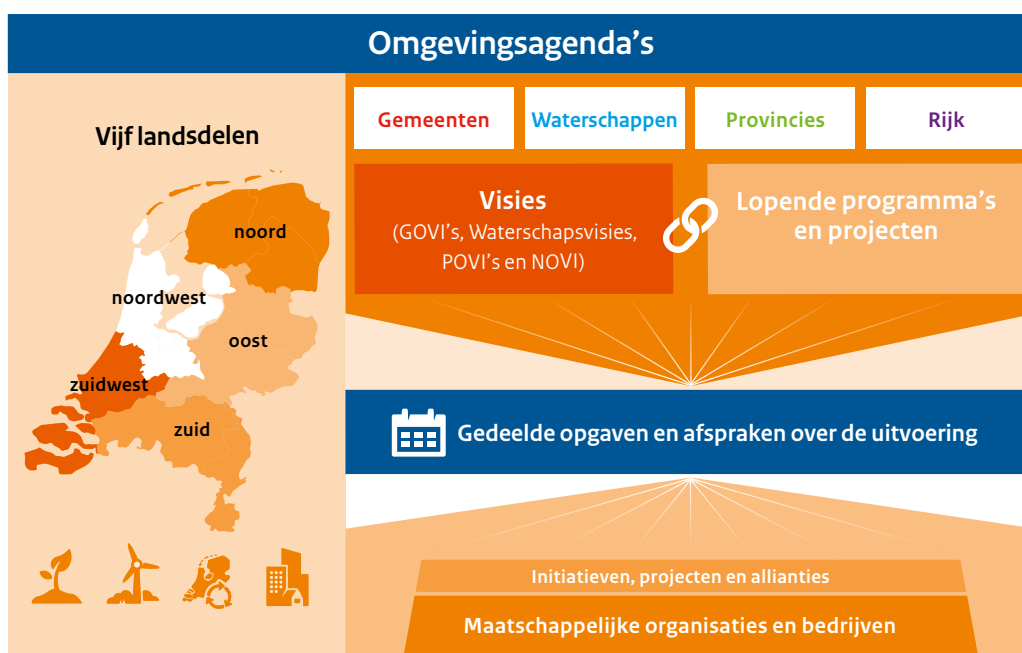 Omgevingsagenda's
Vijf landsdelen
noord
noordwest
oost
zuidwest
zuid
Gemeenten
Waterschappen
Provincies
Rijk
Visies
(GOVI's, Waterschapsvisies,
POVI's en NOVI)
Lopende programma's
en projecten
Gedeelde opgaven en afspraken over de uitvoering
Initiatieven, projecten en allianties
Maatschappelijke organisaties en bedrijven